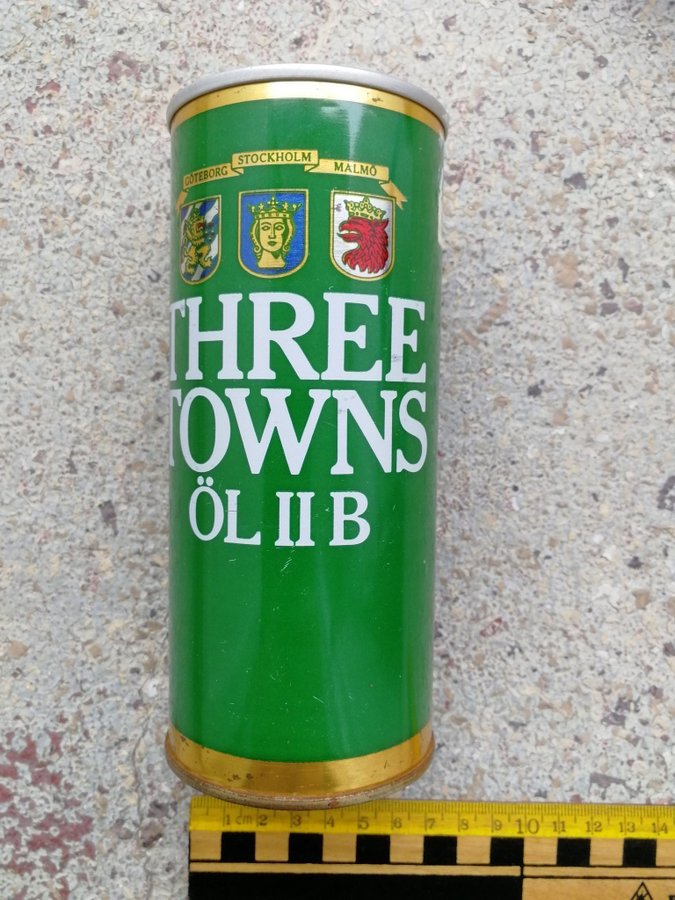 GÖTEBORG STOCKHOLM MALMÖ
THREE
TOWNS
ÖL II B
1 cm 2 3 4 5 6 7 8 9 10 11 12 13 14